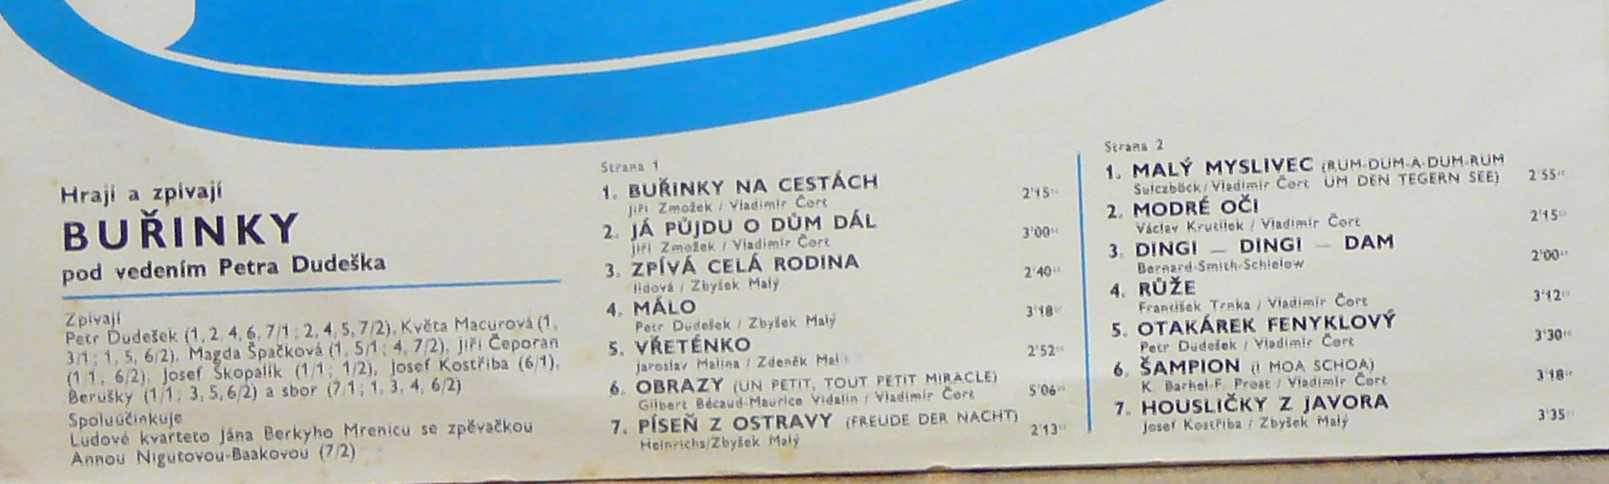 Hrají a zpívají
BUŘINKY
pod vedením Petra Dudeška
Zpívají
Petr Dudešek (1, 2, 4, 6, 7/1; 2, 4, 5, 7/2), Květa Macurová (1,
3/1; 1, 5, 6/2), Magda Špačková (1, 5/1; 4, 7/2), Jiří Čeporan
(1 1, 6/2), Josef Škopalík (1/1; 1/2), Josef Kostřiba (6/1),
Berušky (1/1; 3, 5, 6/2) a sbor (7/1; 1, 3, 4, 6/2)
Spoluúčinkuje
Ludové kvarteto Jána Berkyho Mrenicu se zpěvačkou
Annou Nigutovou-Baakovou (7/2)
Strana 1
1. BUŘINKY NA CESTÁCH 2'15"
Jiří Zmožek / Vladimír Čort
2. JÁ PŮJDU O DŮM DÁL 3'00"
Jiří Zmožek / Vladimír Čort
3. ZPÍVÁ CELÁ RODINA 2'40"
Jidová / Zbyšek Malý
4. MÁLO 3'18"
Petr Dudešek / Zbyšek Malý
5. VŘETÉNKO 2'52"
Jaroslav Malina / Zdeněk
6. OBRAZY (UN PETIT, TOUT PETIT MIRACLE) 5'06"
Gilbert Bécaud-Maurice Vidalin / Vladimír Čort
7. PÍSEŇ Z OSTRAVY (FREUDE DER NACHT) 2'13"
Heinrichs/Zbyšek Malý
Strana 2
1. MALÝ MYSLIVEC (RUM-DUM-A-DUM-RUM
Sulczböck / Vladimír Čort UM DEN TEGERN SEE) 2'55"
2. MODRÉ OČI 2'15"
Václav Krutílek / Vladimír Čort
3. DINGI - DINGI - DAM 2'00"
Bernard-Smith-Schielow
4. RŮŽE 3'12"
František Trnka / Vladimír Čort
5. OTAKÁREK FENYKLOVÝ 3'30"
Petr Dudešek / Vladimír Čort
6. ŠAMPION (I MOA SCHOA) 3'18"
K. Barhel-F. Prost / Vladimír Čort
7. HOUSLIČKY Z JAVORA 3'35"
Josef Kostřiba / Zbyšek Malý